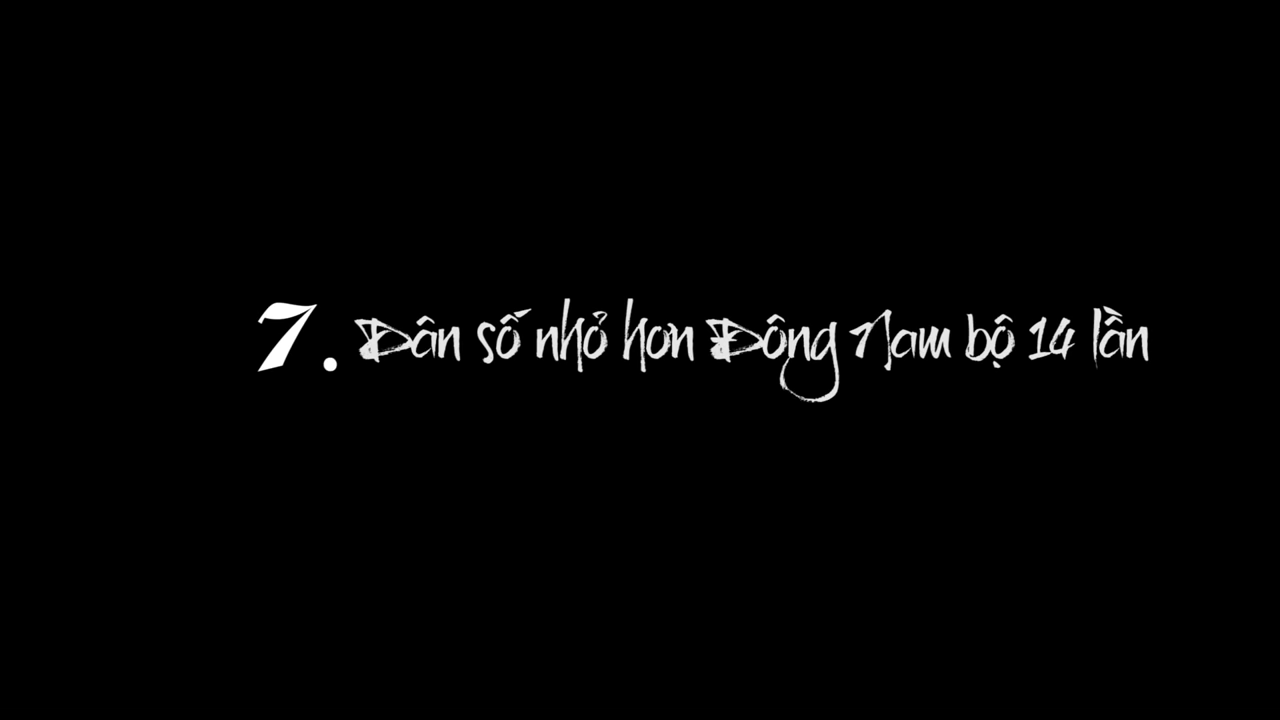 7. Dân số nhỏ hơn Đông Nam bộ 14 lần